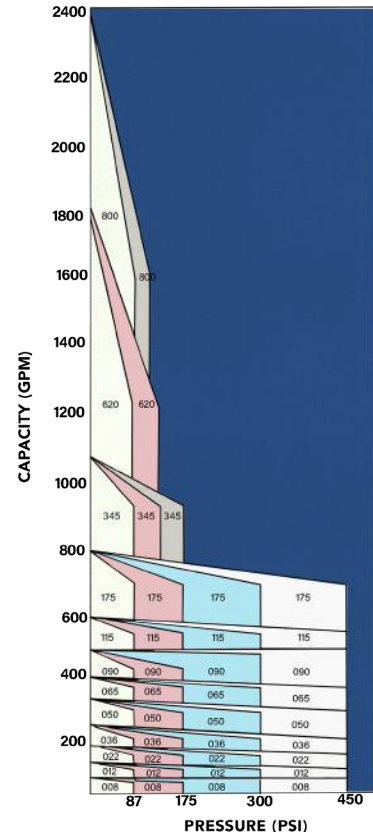 2400
2200
2000
1800
800
1600
800
1400
CAPACITY (GPM)
1200
620 620
1000
345 345 345
800
175 175 175 175
600
115 115 115 115
400
090 090 090 090
065 065 065 065
050 050 050 050
200
036 036 036 036
022 022 022 022
012 012 012 012
008 008 008 008
87 175 300 450
PRESSURE (PSI)